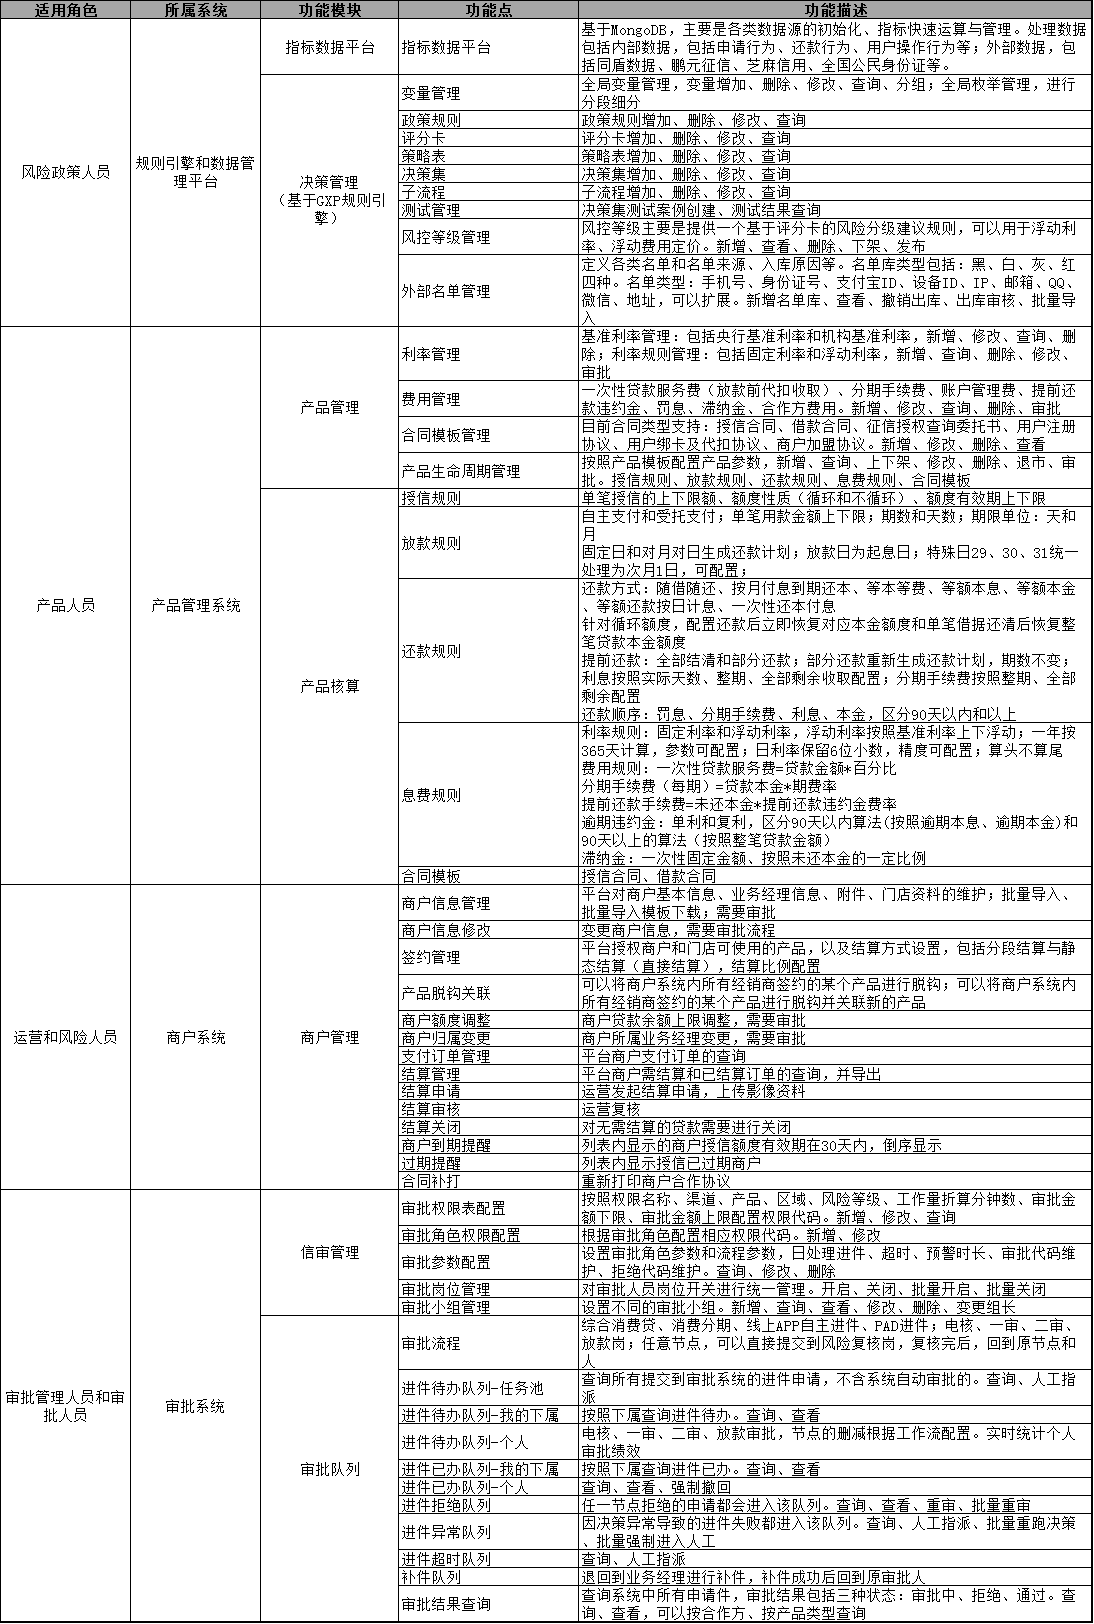 适用角色 所属系统 功能模块 功能点 功能描述
风险政策人员
规则引擎和数据管
理平台
指标数据平台
指标数据平台
基于MongoDB，主要是各类数据源的初始化、指标快速运算与管理。处理数据
包括内部数据，包括申请行为、还款行为、用户操作行为等；外部数据，包
括同盾数据、鹏元征信、芝麻信用、全国公民身份证等。
决策管理
（基于GXP规则引
擎）
变量管理
全局变量管理，变量增加、删除、修改、查询、分组；全局枚举管理，进行
分段细分
政策规则 政策规则增加、删除、修改、查询
评分卡 评分卡增加、删除、修改、查询
策略表 策略表增加、删除、修改、查询
决策集 决策集增加、删除、修改、查询
子流程 子流程增加、删除、修改、查询
测试管理 决策集测试案例创建、测试结果查询
风控等级管理
风控等级主要是提供一个基于评分卡的风险分级建议规则，可以用于浮动利
率、浮动费用定价。新增、查看、删除、下架、发布
外部名单管理
定义各类名单和名单来源、入库原因等。名单库类型包括：黑、白、灰、红
四种。名单类型：手机号、身份证号、支付宝ID、设备ID、IP、邮箱、QQ、
微信、地址，可以扩展。新增名单库、查看、撤销出库、出库审核、批量导
入
产品人员
产品管理系统
产品管理
利率管理
基准利率管理：包括央行基准利率和机构基准利率，新增、修改、查询、删
除；利率规则管理：包括固定利率和浮动利率，新增、查询、删除、修改、
审批
费用管理
一次性贷款服务费（放款前代扣收取）、分期手续费、账户管理费、提前还
款违约金、罚息、滞纳金、合作方费用。新增、修改、查询、删除、审批
合同模板管理
目前合同类型支持：授信合同、借款合同、征信授权查询委托书、用户注册
协议、用户绑卡及代扣协议、商户加盟协议。新增、修改、删除、查看
产品生命周期管理
按照产品模板配置产品参数，新增、查询、上下架、修改、删除、退市、审
批。授信规则、放款规则、还款规则、息费规则、合同模板
产品核算
授信规则 单笔授信的上下限额、额度性质（循环和不循环）、额度有效期上下限
放款规则
自主支付和受托支付；单笔用款金额上下限；期数和天数；期限单位：天和
月
固定日和对月对日生成还款计划；放款日为起息日；特殊日29、30、31统一
处理为次月1日，可配置；
还款规则
还款方式：随借随还、按月付息到期还本、等本等费、等额本息、等额本金
、等额还款按日计息、一次性还本付息
针对循环额度，配置还款后立即恢复对应本金额度和单笔借据还清后恢复整
笔贷款本金额度
提前还款：全部结清和部分还款；部分还款重新生成还款计划，期数不变；
利息按照实际天数、整期、全部剩余收取配置；分期手续费按照整期、全部
剩余配置
还款顺序：罚息、分期手续费、利息、本金，区分90天以内和以上
息费规则
利率规则：固定利率和浮动利率，浮动利率按照基准利率上下浮动；一年按
365天计算，参数可配置；日利率保留6位小数，精度可配置；算头不算尾
费用规则：一次性贷款服务费=贷款金额*百分比
分期手续费（每期）=贷款本金*期费率
提前还款手续费=未还本金*提前还款违约金费率
逾期违约金：单利和复利，区分90天以内算法(按照逾期本息、逾期本金)和
90天以上的算法（按照整笔贷款金额）
滞纳金：一次性固定金额、按照未还本金的一定比例
合同模板 授信合同、借款合同
运营和风险人员
商户系统
商户管理
商户信息管理
平台对商户基本信息、业务经理信息、附件、门店资料的维护；批量导入、
批量导入模板下载；需要审批
商户信息修改 变更商户信息，需要审批流程
签约管理
平台授权商户和门店可使用的产品，以及结算方式设置，包括分段结算与静
态结算（直接结算），结算比例配置
产品脱钩关联
可以将商户系统内所有经销商签约的某个产品进行脱钩；可以将商户系统内
所有经销商签约的某个产品进行脱钩并关联新的产品
商户额度调整 商户贷款余额上限调整，需要审批
商户归属变更 商户所属业务经理变更，需要审批
支付订单管理 平台商户支付订单的查询
结算管理 平台商户需结算和已结算订单的查询，并导出
结算申请 运营发起结算申请，上传影像资料
结算审核 运营复核
结算关闭 对无需结算的贷款需要进行关闭
商户到期提醒 列表内显示的商户授信额度有效期在30天内，倒序显示
过期提醒 列表内显示授信已过期商户
合同补打 重新打印商户合作协议
审批管理人员和审
批人员
审批系统
信审管理
审批权限表配置
按照权限名称、渠道、产品、区域、风险等级、工作量折算分钟数、审批金
额下限、审批金额上限配置权限代码。新增、修改、查询
审批角色权限配置 根据审批角色配置相应权限代码。新增、修改
审批参数配置
设置审批角色参数和流程参数，日处理进件、超时、预警时长、审批代码维
护、拒绝代码维护。查询、修改、删除
审批岗位管理 对审批人员岗位开关进行统一管理。开启、关闭、批量开启、批量关闭
审批小组管理 设置不同的审批小组。新增、查询、查看、修改、删除、变更组长
审批队列
审批流程
综合消费贷、消费分期、线上APP自主进件、PAD进件；电核、一审、二审、
放款岗；任意节点，可以直接提交到风险复核岗，复核完后，回到原节点和
人
进件待办队列-任务池
查询所有提交到审批系统的进件申请，不含系统自动审批的。查询、人工指
派
进件待办队列-我的下属 按照下属查询进件待办。查询、查看
进件待办队列-个人
电核、一审、二审、放款审批，节点的删减根据工作流配置。实时统计个人
审批绩效
进件已办队列-我的下属 按照下属查询进件已办。查询、查看
进件已办队列-个人 查询、查看、强制撤回
进件拒绝队列 任一节点拒绝的申请都会进入该队列。查询、查看、重审、批量重审
进件异常队列
因决策异常导致的进件失败都进入该队列。查询、人工指派、批量重跑决策
、批量强制进入人工
进件超时队列 查询、人工指派
补件队列 退回到业务经理进行补件，补件成功后回到原审批人
审批结果查询
查询系统中所有申请件，审批结果包括三种状态：审批中、拒绝、通过。查
询、查看，可以按合作方、按产品类型查询